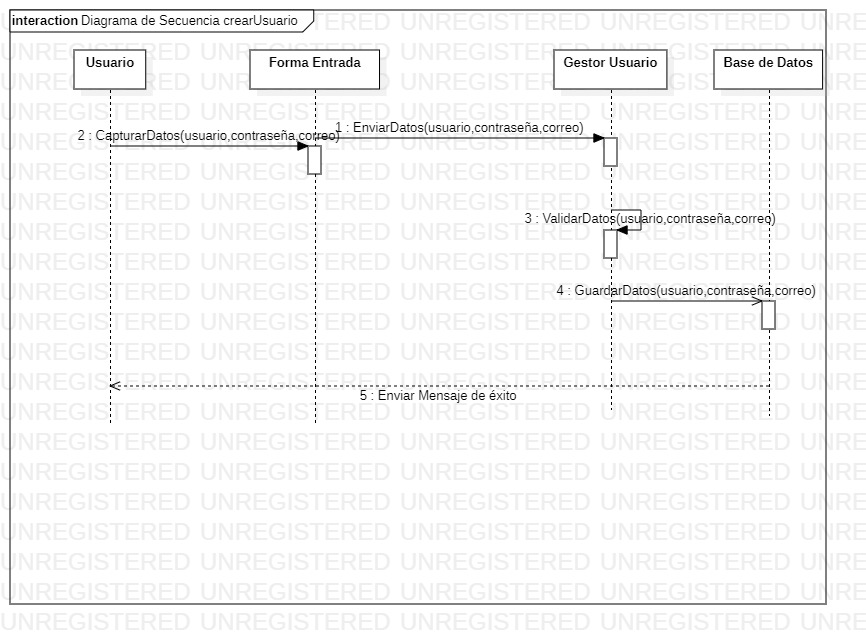 interaction Diagrama de Secuencia crearUsuario
Usuario
Forma Entrada
Gestor Usuario
Base de Datos
1 : EnviarDatos(usuario,contraseña,correo)
2 : CapturarDatos(usuario,contraseña,correo)
3 : ValidarDatos(usuario,contraseña,correo)
4 : GuardarDatos(usuario,contraseña,correo)
5 : Enviar Mensaje de éxito
UNREGISTERED UNREGISTERED UNREGISTERED UNREGISTERED UNREGISTERED